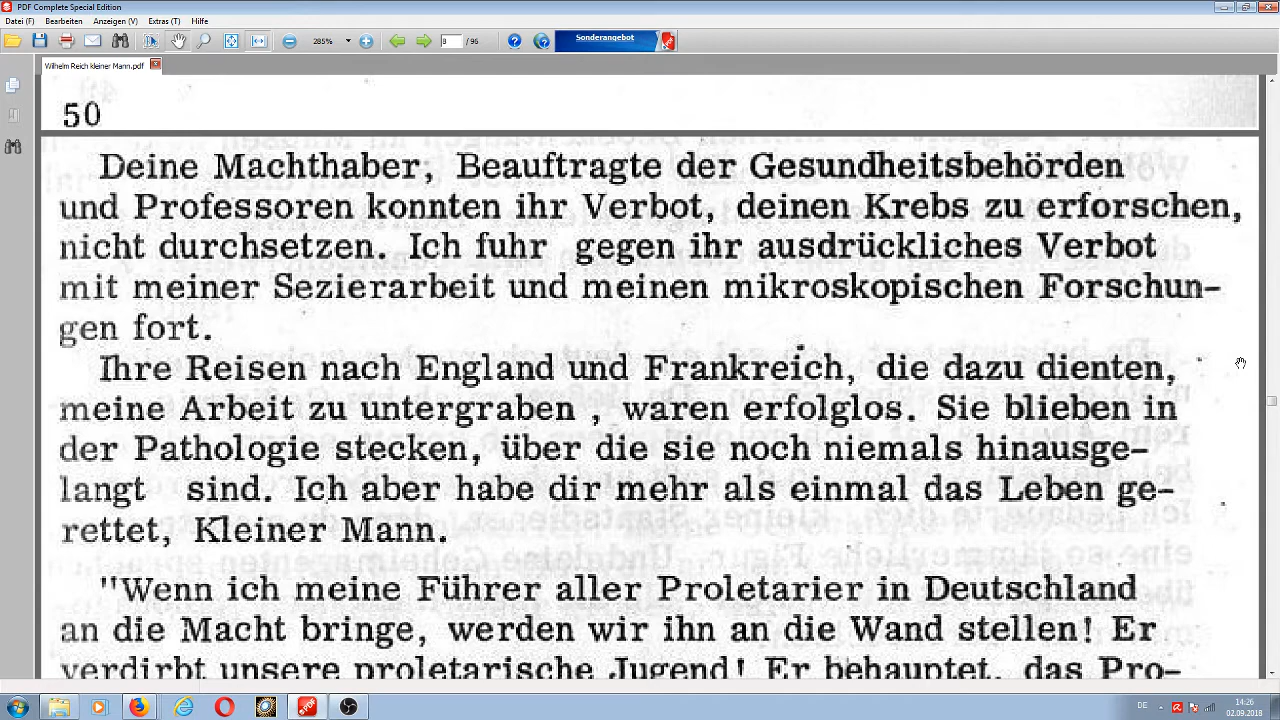 PDF Complete Special Edition
Datei (F) Bearbeiten Anzeigen (V) Extras (T) Hilfe
285% 8 / 96 Sonderangebot
Wilhelm Reich kleiner Mann.pdf
50
Deine Machthaber, Beauftragte der Gesundheitsbehörden
und Professoren konnten ihr Verbot, deinen Krebs zu erforschen,
nicht durchsetzen. Ich fuhr gegen ihr ausdrückliches Verbot
mit meiner Sezierarbeit und meinen mikroskopischen Forschun-
gen fort.
Ihre Reisen nach England und Frankreich, die dazu dienten,
meine Arbeit zu untergraben , waren erfolglos. Sie blieben in
der Pathologie stecken, über die sie noch niemals hinausge-
langt sind. Ich aber habe dir mehr als einmal das Leben ge-
rettet, Kleiner Mann.
"Wenn ich meine Führer aller Proletarier in Deutschland
an die Macht bringe, werden wir ihn an die Wand stellen! Er
verdirbt unsere proletarische Jugend! Er behauptet, das Pro-
DE 14:26
02.09.2018